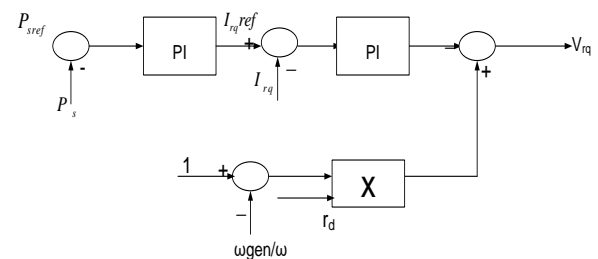 P_sref
I_rq ref
PI
PI
+
−
+
V_rq
-
−
I_rq
P_s
1
+
X
−
r_d
ωgen/ω